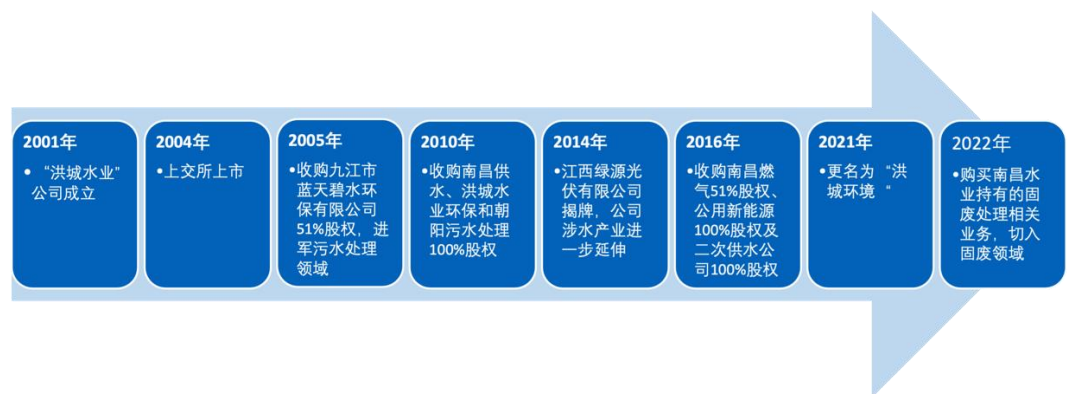 2001年
• “洪城水业”
公司成立
2004年
•上交所上市
2005年
•收购九江市
蓝天碧水环
保有限公司
51%股权，进
军污水处理
领域
2010年
•收购南昌供
水、洪城水
业环保和朝
阳污水处理
100%股权
2014年
•江西绿源光
伏有限公司
揭牌，公司
涉水产业进
一步延伸
2016年
•收购南昌燃
气51%股权、
公用新能源
100%股权及
二次供水公
司100%股权
2021年
•更名为“洪
城环境“
2022年
•购买南昌水
业持有的固
废处理相关
业务，切入
固废领域